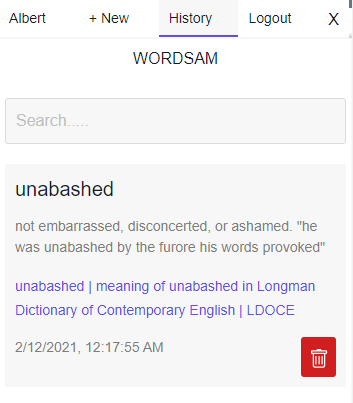 Albert + New History Logout X
WORDSAM
Search.....
unabashed
not embarrassed, disconcerted, or ashamed. "he
was unabashed by the furore his words provoked"
unabashed | meaning of unabashed in Longman
Dictionary of Contemporary English | LDOCE
2/12/2021, 12:17:55 AM